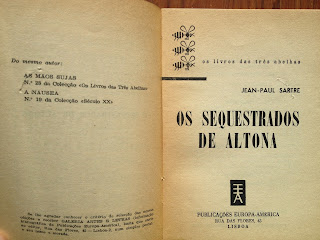 Do mesmo autor:
AS MÃOS SUJAS
N.º 25 da Colecção «Os Livros das Três Abelhas»
A NÁUSEA
N.º 10 da Colecção «Século XX»
os livros das três abelhas
JEAN-PAUL SARTRE
OS SEQUESTRADOS
DE ALTONA
PUBLICAÇÕES EUROPA-AMÉRICA
RUA DAS FLORES, 45
LISBOA